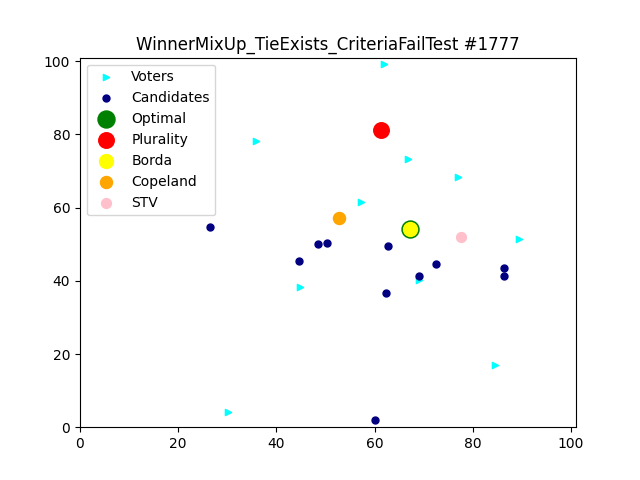 WinnerMixUp_TieExists_CriteriaFailTest #1777
100
80
60
40
20
0
Voters
Candidates
Optimal
Plurality
Borda
Copeland
STV
0 20 40 60 80 100